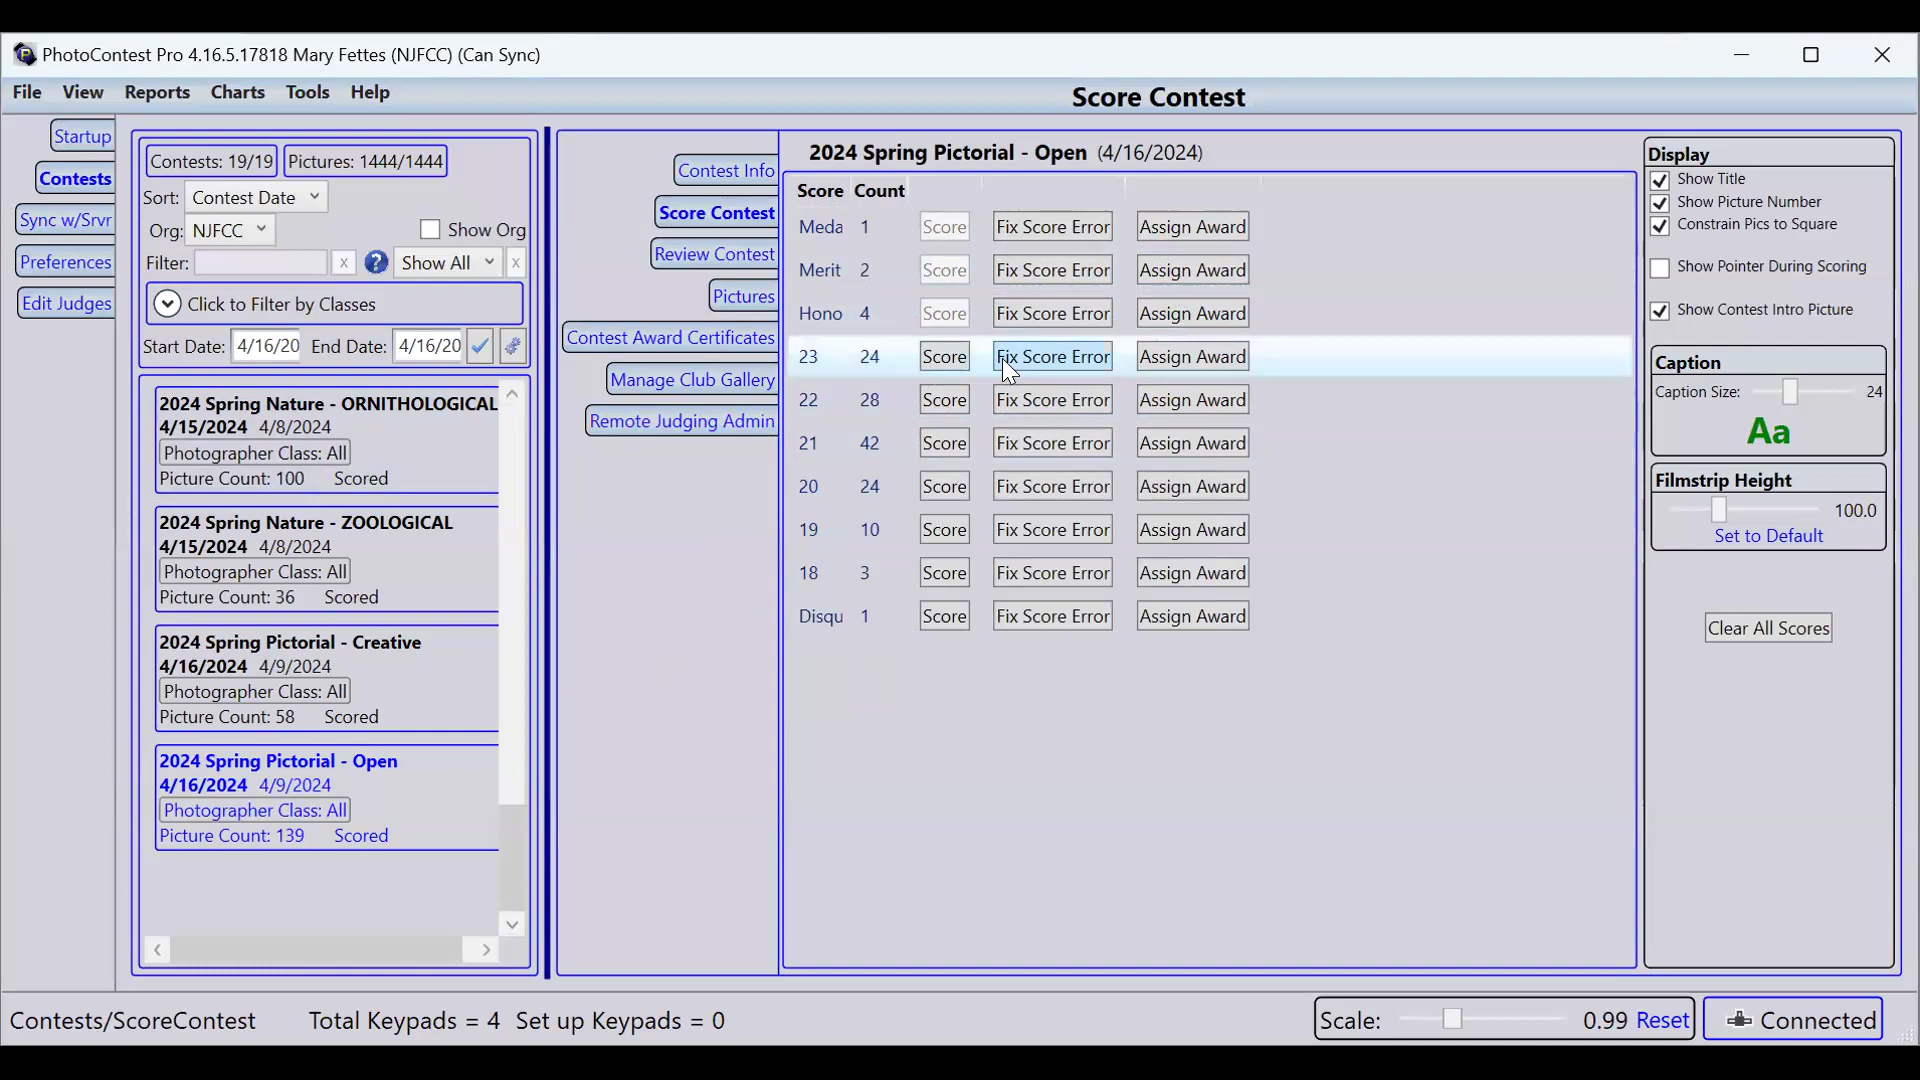 PhotoContest Pro 4.16.5.17818 Mary Fettes (NJFCC) (Can Sync)
File View Reports Charts Tools Help
Score Contest
Startup
Contests
Sync w/Srvr
Preferences
Edit Judges
Contests: 19/19 Pictures: 1444/1444
Sort: Contest Date
Org: NJFCC Show Org
Filter: x ? Show All x
Click to Filter by Classes
Start Date: 4/16/20 End Date: 4/16/20
2024 Spring Nature - ORNITHOLOGICAL
4/15/2024 4/8/2024
Photographer Class: All
Picture Count: 100 Scored
2024 Spring Nature - ZOOLOGICAL
4/15/2024 4/8/2024
Photographer Class: All
Picture Count: 36 Scored
2024 Spring Pictorial - Creative
4/16/2024 4/9/2024
Photographer Class: All
Picture Count: 58 Scored
2024 Spring Pictorial - Open
4/16/2024 4/9/2024
Photographer Class: All
Picture Count: 139 Scored
Contest Info
Score Contest
Review Contest
Pictures
Contest Award Certificates
Manage Club Gallery
Remote Judging Admin
2024 Spring Pictorial - Open (4/16/2024)
Score Count
Meda 1 Score Fix Score Error Assign Award
Merit 2 Score Fix Score Error Assign Award
Hono 4 Score Fix Score Error Assign Award
23 24 Score Fix Score Error Assign Award
22 28 Score Fix Score Error Assign Award
21 42 Score Fix Score Error Assign Award
20 24 Score Fix Score Error Assign Award
19 10 Score Fix Score Error Assign Award
18 3 Score Fix Score Error Assign Award
Disqu 1 Score Fix Score Error Assign Award
Display
Show Title
Show Picture Number
Constrain Pics to Square
Show Pointer During Scoring
Show Contest Intro Picture
Caption
Caption Size: 24
Aa
Filmstrip Height
100.0
Set to Default
Clear All Scores
Contests/ScoreContest Total Keypads = 4 Set up Keypads = 0
Scale: 0.99 Reset Connected